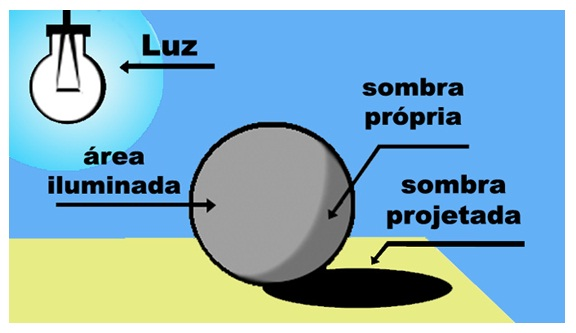 Luz
sombra
própria
área
iluminada
sombra
projetada